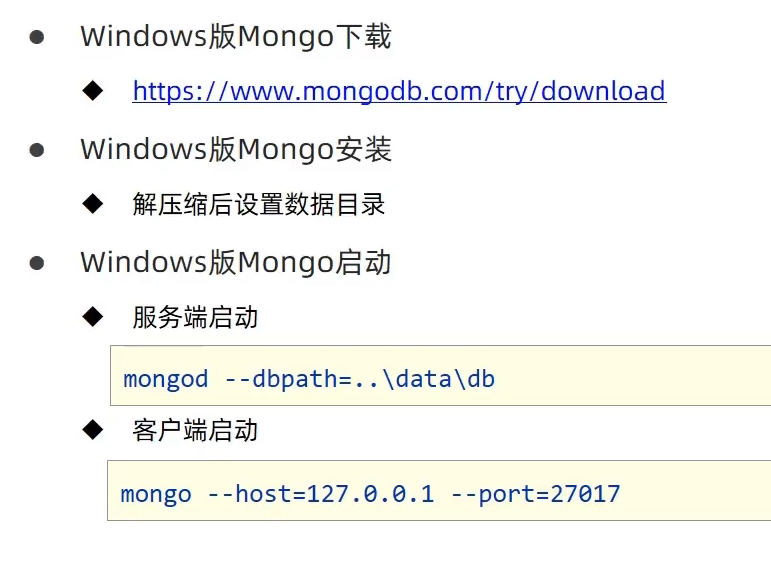 Windows版Mongo下载
https://www.mongodb.com/try/download
Windows版Mongo安装
解压缩后设置数据目录
Windows版Mongo启动
服务端启动
mongod --dbpath=..\data\db
客户端启动
mongo --host=127.0.0.1 --port=27017